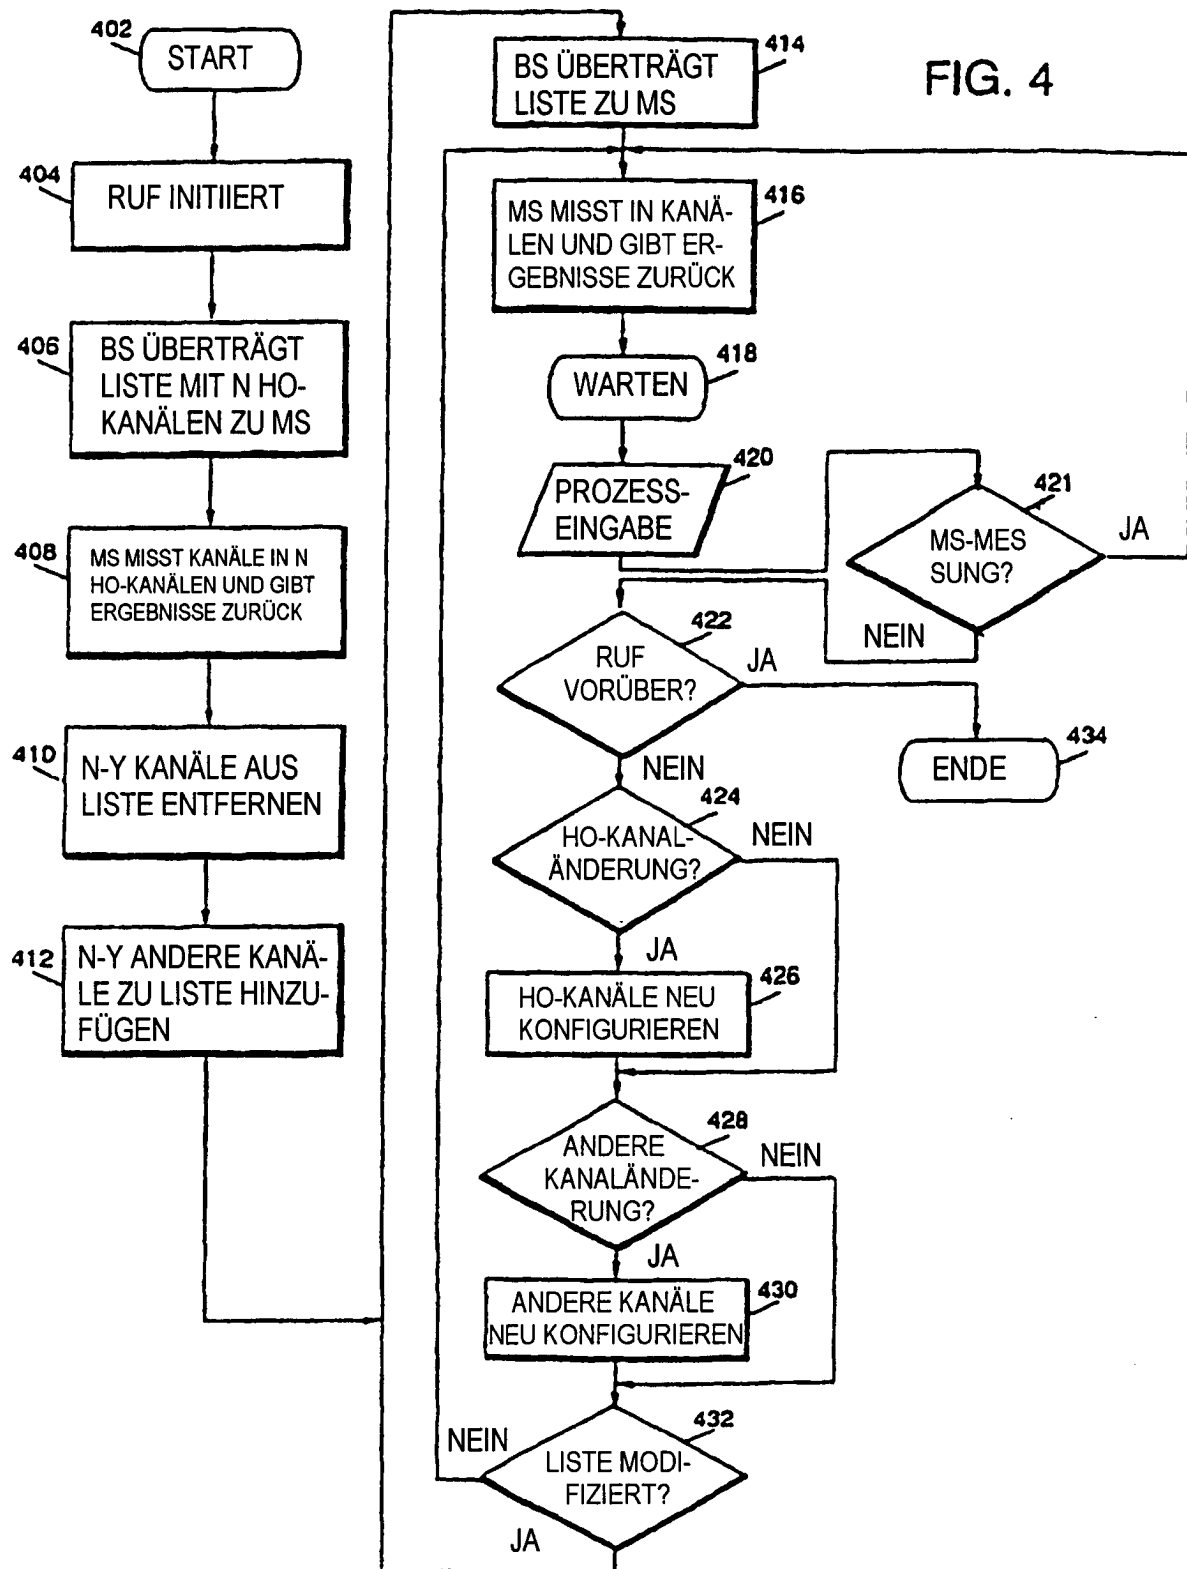 FIG. 4
402
START
404
RUF INITIIERT
406
BS ÜBERTRÄGT
LISTE MIT N HO-
KANÄLEN ZU MS
408
MS MISST KANÄLE IN N
HO-KANÄLEN UND GIBT
ERGEBNISSE ZURÜCK
410
N-Y KANÄLE AUS
LISTE ENTFERNEN
412
N-Y ANDERE KANÄ-
LE ZU LISTE HINZU-
FÜGEN
414
BS ÜBERTRÄGT
LISTE ZU MS
416
MS MISST IN KANÄ-
LEN UND GIBT ER-
GEBNISSE ZURÜCK
418
WARTEN
420
PROZESS-
EINGABE
421
MS-MES
SUNG?
JA
NEIN
422
RUF
VORÜBER?
JA
NEIN
434
ENDE
424
HO-KANAL-
ÄNDERUNG?
NEIN
JA
426
HO-KANÄLE NEU
KONFIGURIEREN
428
ANDERE
KANALÄNDE-
RUNG?
NEIN
JA
430
ANDERE KANÄLE
NEU KONFIGURIEREN
432
LISTE MODI-
FIZIERT?
NEIN
JA